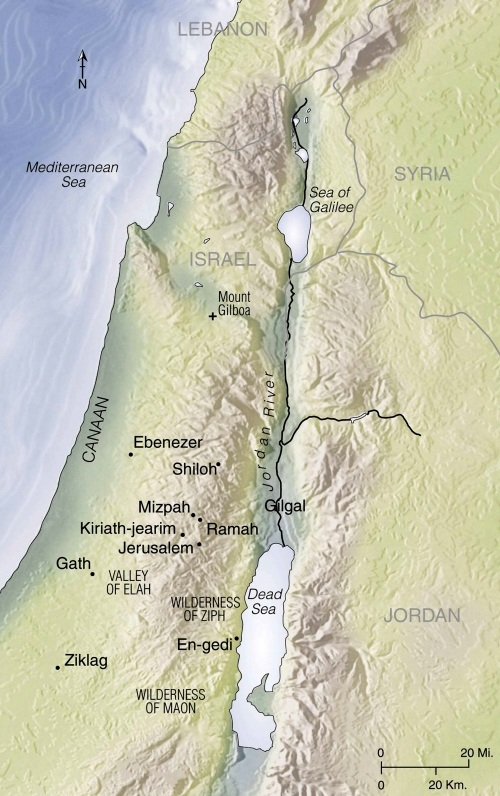 LEBANON
N
Mediterranean
Sea
SYRIA
Sea of
Galilee
ISRAEL
Mount
Gilboa
CANAAN
Jordan River
Ebenezer
Shiloh
Mizpah
Gilgal
Kiriath-jearim
Ramah
Jerusalem
Gath
VALLEY
OF ELAH
Dead
Sea
WILDERNESS
OF ZIPH
JORDAN
En-gedi
Ziklag
WILDERNESS
OF MAON
0 20 Mi.
0 20 Km.